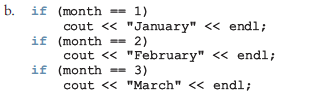 b. if (month == 1)
cout << "January" << endl;
if (month == 2)
cout << "February" << endl;
if (month == 3)
cout << "March" << endl;